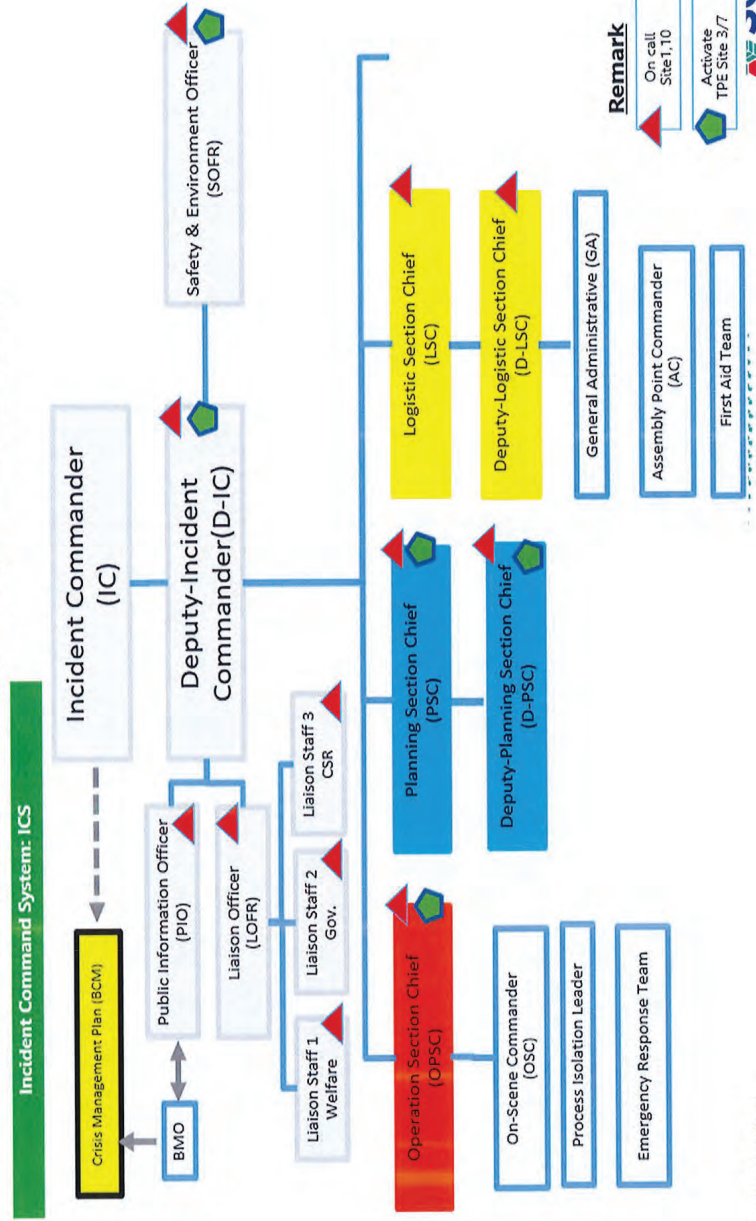 Incident Command System: ICS
Crisis Management Plan (BCM)
BMO
Incident Commander
(IC)
Deputy-Incident
Commander(D-IC)
Safety & Environment Officer
(SOFR)
Public Information Officer
(PIO)
Liaison Officer
(LOFR)
Liaison Staff 1
Welfare
Liaison Staff 2
Gov.
Liaison Staff 3
CSR
Operation Section Chief
(OPSC)
On-Scene Commander
(OSC)
Process Isolation Leader
Emergency Response Team
Planning Section Chief
(PSC)
Deputy-Planning Section Chief
(D-PSC)
Logistic Section Chief
(LSC)
Deputy-Logistic Section Chief
(D-LSC)
General Administrative (GA)
Assembly Point Commander
(AC)
First Aid Team
Remark
On call
Site1,10
Activate
TPE Site 3/7